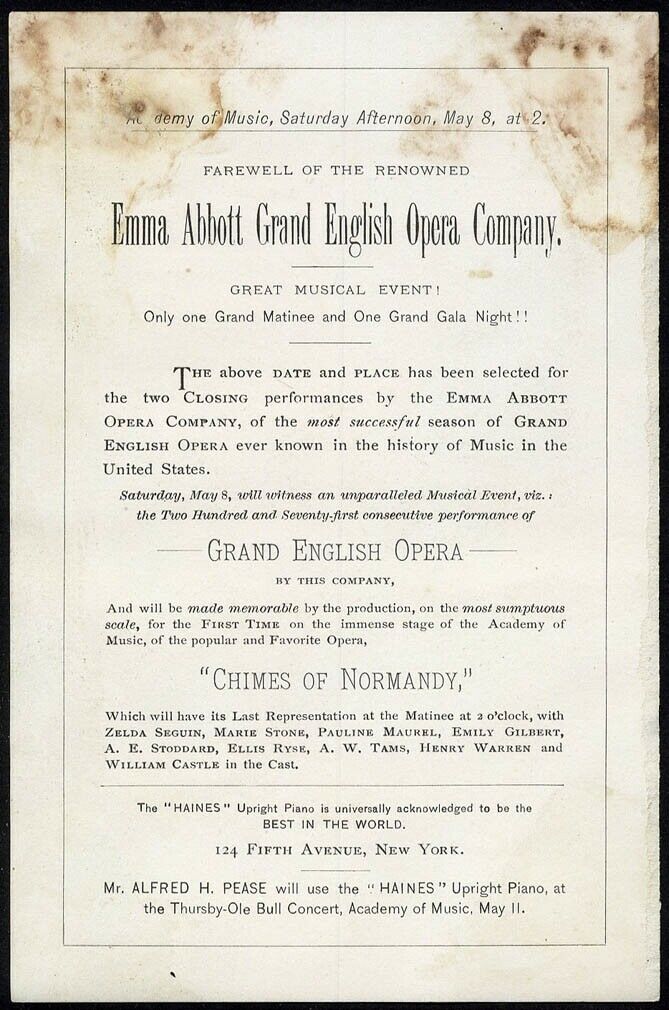 Academy of Music, Saturday Afternoon, May 8, at 2.
FAREWELL OF THE RENOWNED
Emma Abbott Grand English Opera Company.
GREAT MUSICAL EVENT!
Only one Grand Matinee and One Grand Gala Night!!
THE above DATE and PLACE has been selected for
the two CLOSING performances by the EMMA ABBOTT
OPERA COMPANY, of the most successful season of GRAND
ENGLISH OPERA ever known in the history of Music in the
United States.
Saturday, May 8, will witness an unparalleled Musical Event, viz.:
the Two Hundred and Seventy-first consecutive performance of
GRAND ENGLISH OPERA
BY THIS COMPANY,
And will be made memorable by the production, on the most sumptuous
scale, for the FIRST TIME on the immense stage of the Academy of
Music, of the popular and Favorite Opera,
"CHIMES OF NORMANDY,"
Which will have its Last Representation at the Matinee at 2 o'clock, with
ZELDA SEGUIN, MARIE STONE, PAULINE MAUREL, EMILY GILBERT,
A. E. STODDARD, ELLIS RYSE, A. W. TAMS, HENRY WARREN and
WILLIAM CASTLE in the Cast.
The "HAINES" Upright Piano is universally acknowledged to be the
BEST IN THE WORLD.
124 FIFTH AVENUE, NEW YORK.
Mr. ALFRED H. PEASE will use the "HAINES" Upright Piano, at
the Thursby-Ole Bull Concert, Academy of Music, May 11.